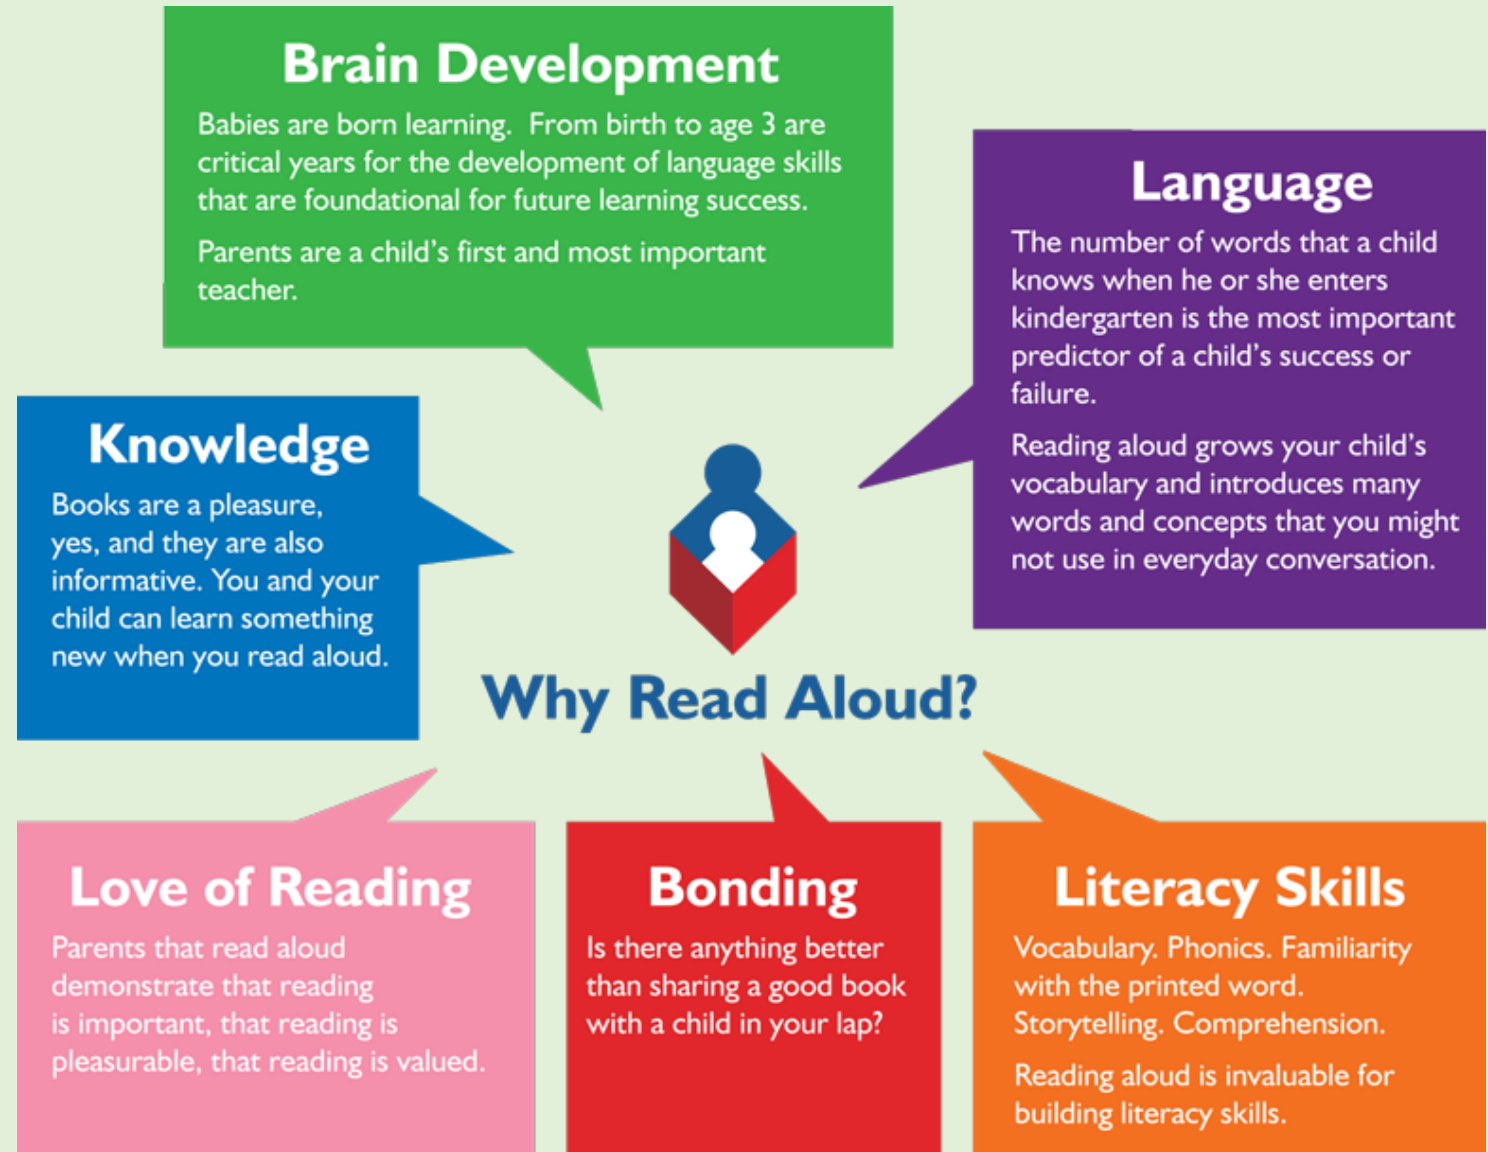 Brain Development
Babies are born learning.  From birth to age 3 are
critical years for the development of language skills
that are foundational for future learning success.
Parents are a child's first and most important
teacher.
Language
The number of words that a child
knows when he or she enters
kindergarten is the most important
predictor of a child's success or
failure.
Reading aloud grows your child's
vocabulary and introduces many
words and concepts that you might
not use in everyday conversation.
Knowledge
Books are a pleasure,
yes, and they are also
informative. You and your
child can learn something
new when you read aloud.
Why Read Aloud?
Love of Reading
Parents that read aloud
demonstrate that reading
is important, that reading is
pleasurable, that reading is valued.
Bonding
Is there anything better
than sharing a good book
with a child in your lap?
Literacy Skills
Vocabulary. Phonics. Familiarity
with the printed word.
Storytelling. Comprehension.
Reading aloud is invaluable for
building literacy skills.